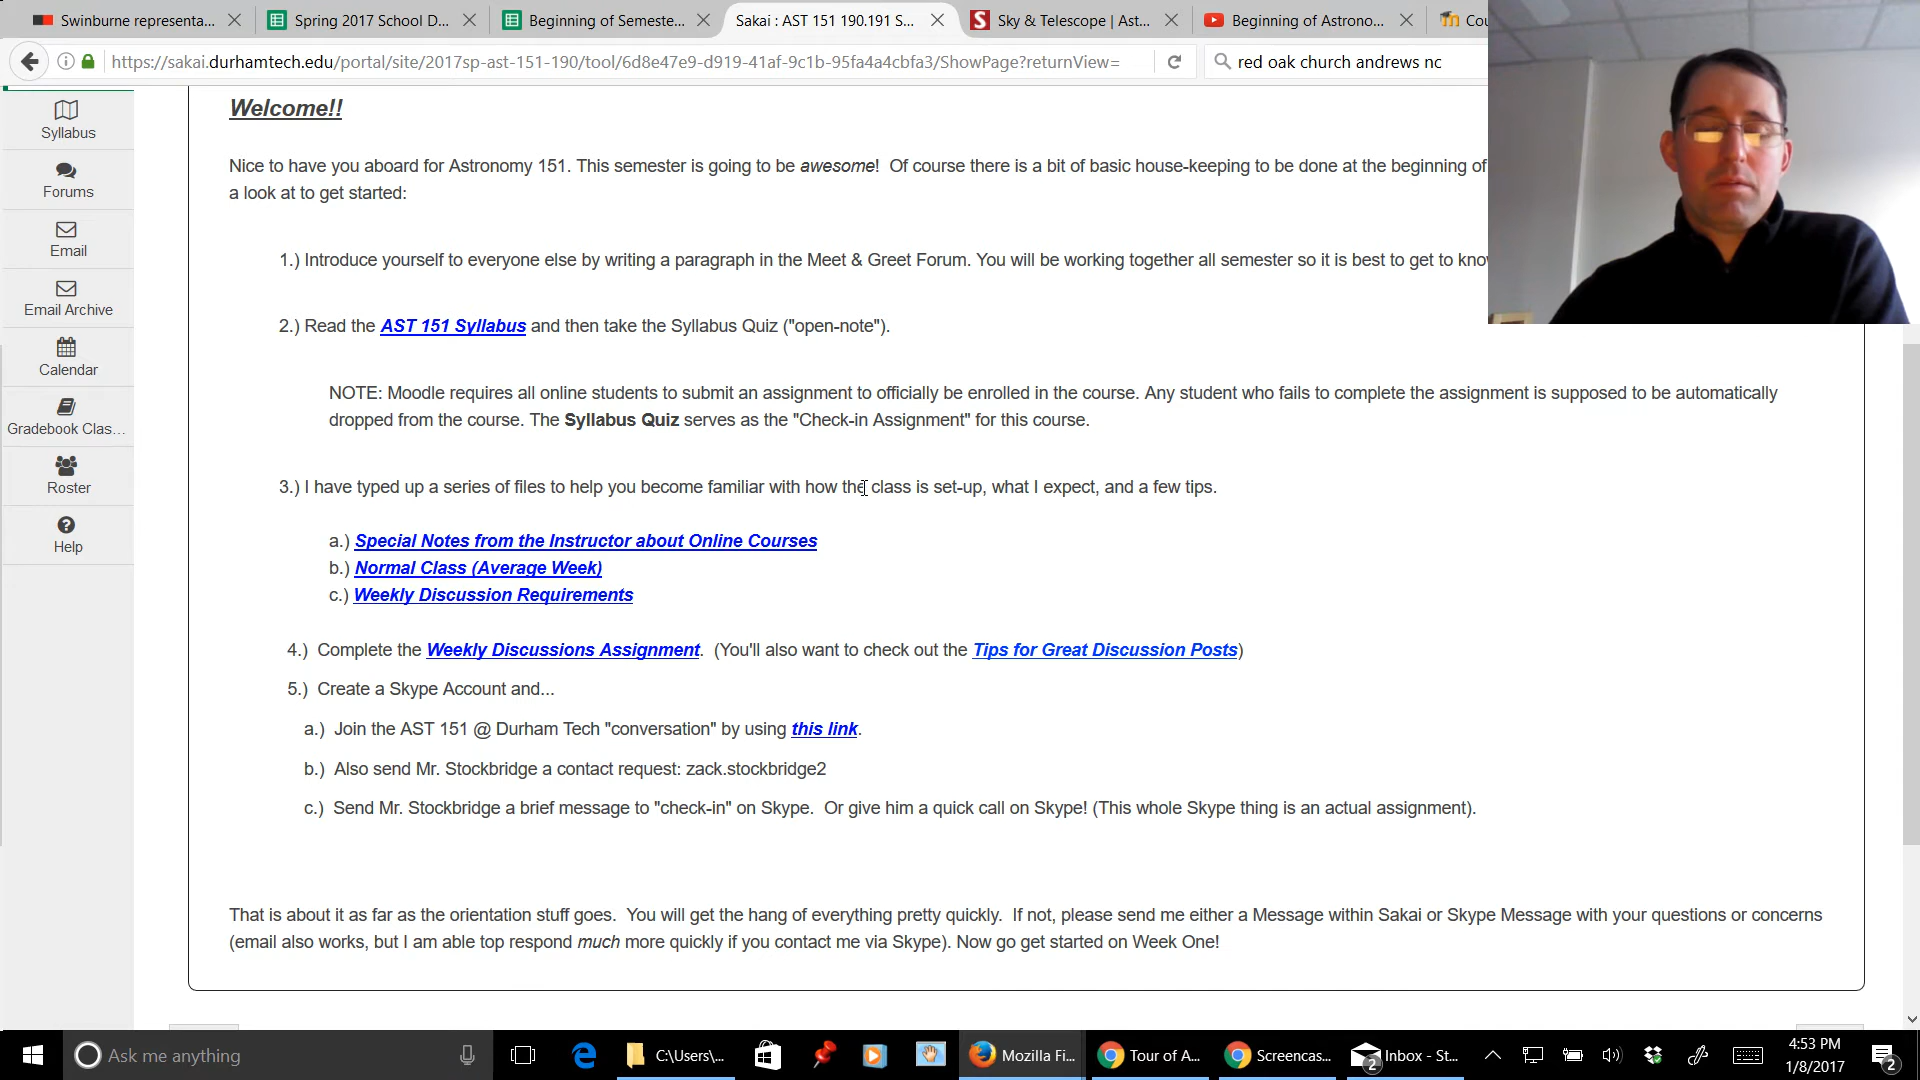 Swinburne representa...
Spring 2017 School D...
Beginning of Semeste...
Sakai : AST 151 190.191 S...
Sky & Telescope | Ast...
Beginning of Astrono...
Cou
https://sakai.durhamtech.edu/portal/site/2017sp-ast-151-190/tool/6d8e47e9-d919-41af-9c1b-95fa4a4cbfa3/ShowPage?returnView=
red oak church andrews nc
Syllabus
Forums
Email
Email Archive
Calendar
Gradebook Clas...
Roster
Help
Welcome!!
Nice to have you aboard for Astronomy 151. This semester is going to be awesome! Of course there is a bit of basic house-keeping to be done at the beginning of
a look at to get started:
1.) Introduce yourself to everyone else by writing a paragraph in the Meet & Greet Forum. You will be working together all semester so it is best to get to kno
2.) Read the AST 151 Syllabus and then take the Syllabus Quiz ("open-note").
NOTE: Moodle requires all online students to submit an assignment to officially be enrolled in the course. Any student who fails to complete the assignment is supposed to be automatically
dropped from the course. The Syllabus Quiz serves as the "Check-in Assignment" for this course.
3.) I have typed up a series of files to help you become familiar with how the class is set-up, what I expect, and a few tips.
a.) Special Notes from the Instructor about Online Courses
b.) Normal Class (Average Week)
c.) Weekly Discussion Requirements
4.) Complete the Weekly Discussions Assignment. (You'll also want to check out the Tips for Great Discussion Posts)
5.) Create a Skype Account and...
a.) Join the AST 151 @ Durham Tech "conversation" by using this link.
b.) Also send Mr. Stockbridge a contact request: zack.stockbridge2
c.) Send Mr. Stockbridge a brief message to "check-in" on Skype. Or give him a quick call on Skype! (This whole Skype thing is an actual assignment).
That is about it as far as the orientation stuff goes. You will get the hang of everything pretty quickly. If not, please send me either a Message within Sakai or Skype Message with your questions or concerns
(email also works, but I am able top respond much more quickly if you contact me via Skype). Now go get started on Week One!
Ask me anything
C:\Users\...
Mozilla Fi...
Tour of A...
Screencas...
2
Inbox - St...
4:53 PM
1/8/2017
2